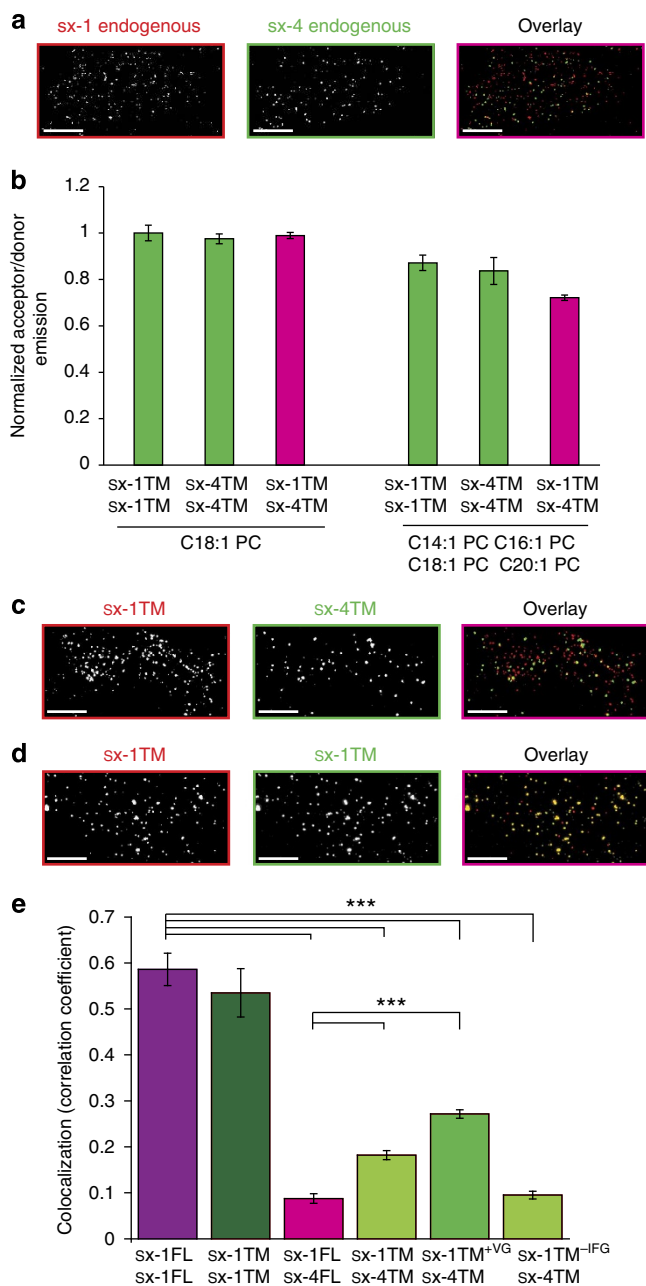 a
sx-1 endogenous
sx-4 endogenous
Overlay
b
Normalized acceptor/donor
emission
1.2
1
0.8
0.6
0.4
0.2
0
sx-1TM sx-4TM sx-1TM sx-1TM sx-4TM sx-1TM
sx-1TM sx-4TM sx-4TM sx-1TM sx-4TM sx-4TM
C18:1 PC
C14:1 PC C16:1 PC
C18:1 PC C20:1 PC
c
sx-1TM
sx-4TM
Overlay
d
sx-1TM
sx-1TM
Overlay
e
Colocalization (correlation coefficient)
0.7
0.6
0.5
0.4
0.3
0.2
0.1
0
***
***
sx-1FL sx-1TM sx-1FL sx-1TM sx-1TM+VG sx-1TM–IFG
sx-1FL sx-1TM sx-4FL sx-4TM sx-4TM sx-4TM